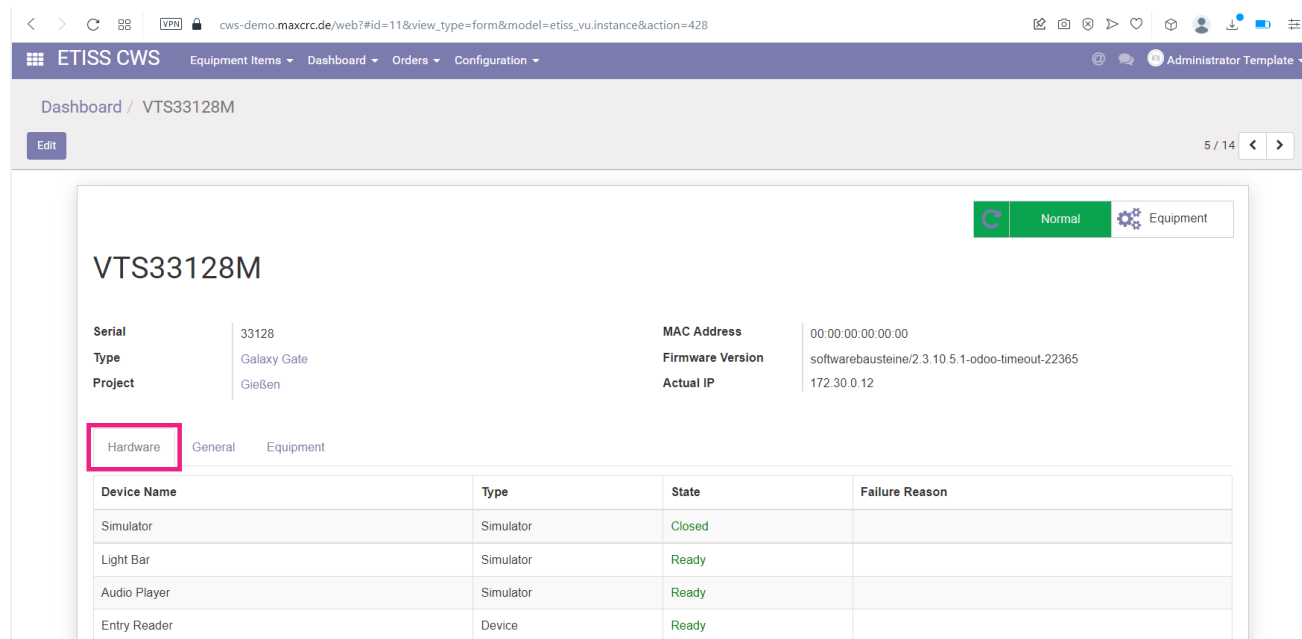 VPN cws-demo.maxcrc.de/web?#id=11&view_type=form&model=etiss_vu.instance&action=428
ETISS CWS Equipment Items Dashboard Orders Configuration @ Administrator Template
Dashboard / VTS33128M
Edit 5 / 14
Normal Equipment
VTS33128M
Serial 33128 MAC Address 00:00:00:00:00:00
Type Galaxy Gate Firmware Version softwarebausteine/2.3.10.5.1-odoo-timeout-22365
Project Gießen Actual IP 172.30.0.12
Hardware General Equipment
Device Name Type State Failure Reason
Simulator Simulator Closed
Light Bar Simulator Ready
Audio Player Simulator Ready
Entry Reader Device Ready